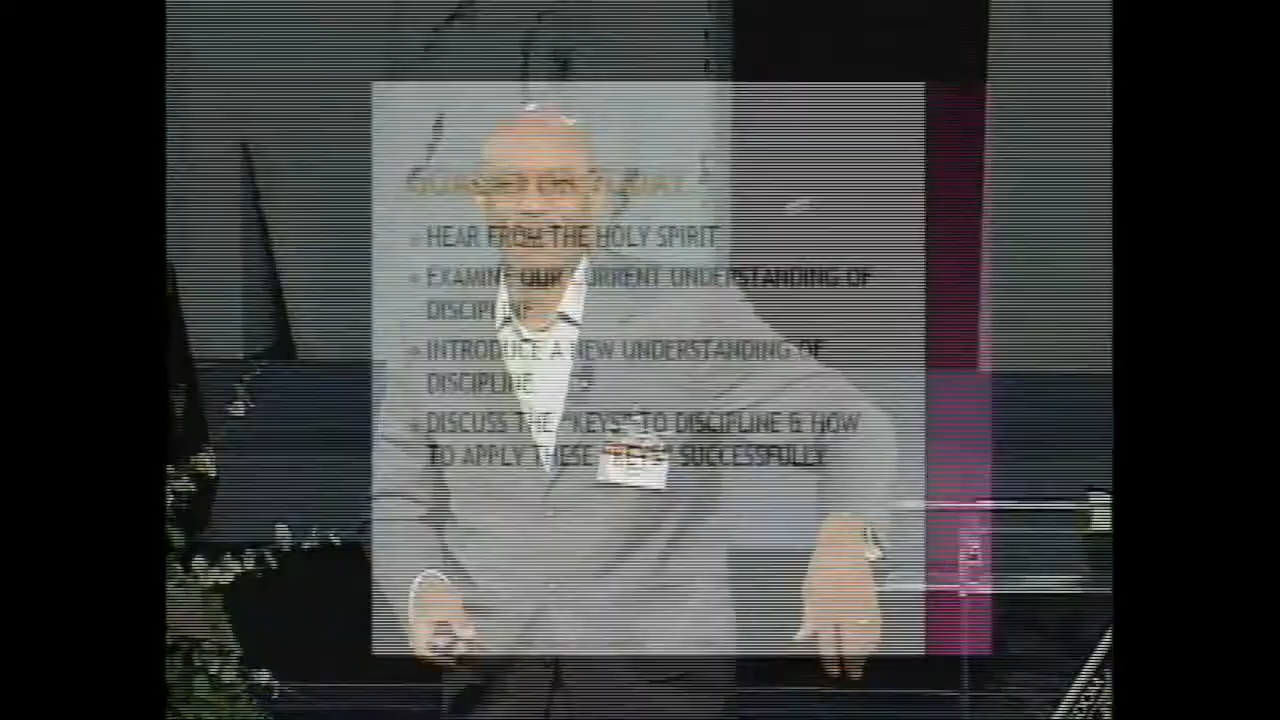 HEAR FROM THE HOLY SPIRIT
EXAMINE OUR CURRENT UNDERSTANDING OF
DISCIPLINE
INTRODUCE A NEW UNDERSTANDING OF
DISCIPLINE
DISCUSS THE "KEYS" TO DISCIPLINE & HOW
TO APPLY THESE "KEYS" SUCCESSFULLY